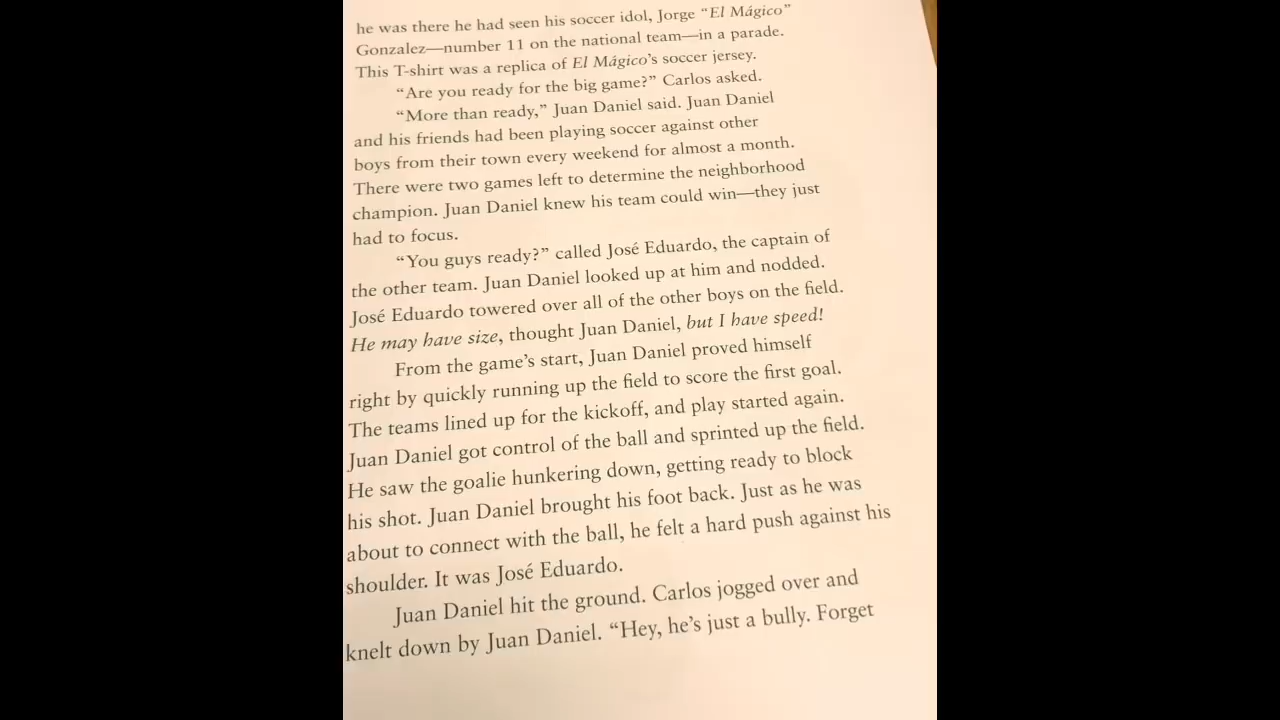 he was there he had seen his soccer idol, Jorge “El Mágico”
Gonzalez—number 11 on the national team—in a parade.
This T-shirt was a replica of El Mágico’s soccer jersey.
“Are you ready for the big game?” Carlos asked.
“More than ready,” Juan Daniel said. Juan Daniel
and his friends had been playing soccer against other
boys from their town every weekend for almost a month.
There were two games left to determine the neighborhood
champion. Juan Daniel knew his team could win—they just
had to focus.
“You guys ready?” called José Eduardo, the captain of
the other team. Juan Daniel looked up at him and nodded.
José Eduardo towered over all of the other boys on the field.
He may have size, thought Juan Daniel, but I have speed!
From the game’s start, Juan Daniel proved himself
right by quickly running up the field to score the first goal.
The teams lined up for the kickoff, and play started again.
Juan Daniel got control of the ball and sprinted up the field.
He saw the goalie hunkering down, getting ready to block
his shot. Juan Daniel brought his foot back. Just as he was
about to connect with the ball, he felt a hard push against his
shoulder. It was José Eduardo.
Juan Daniel hit the ground. Carlos jogged over and
knelt down by Juan Daniel. “Hey, he’s just a bully. Forget